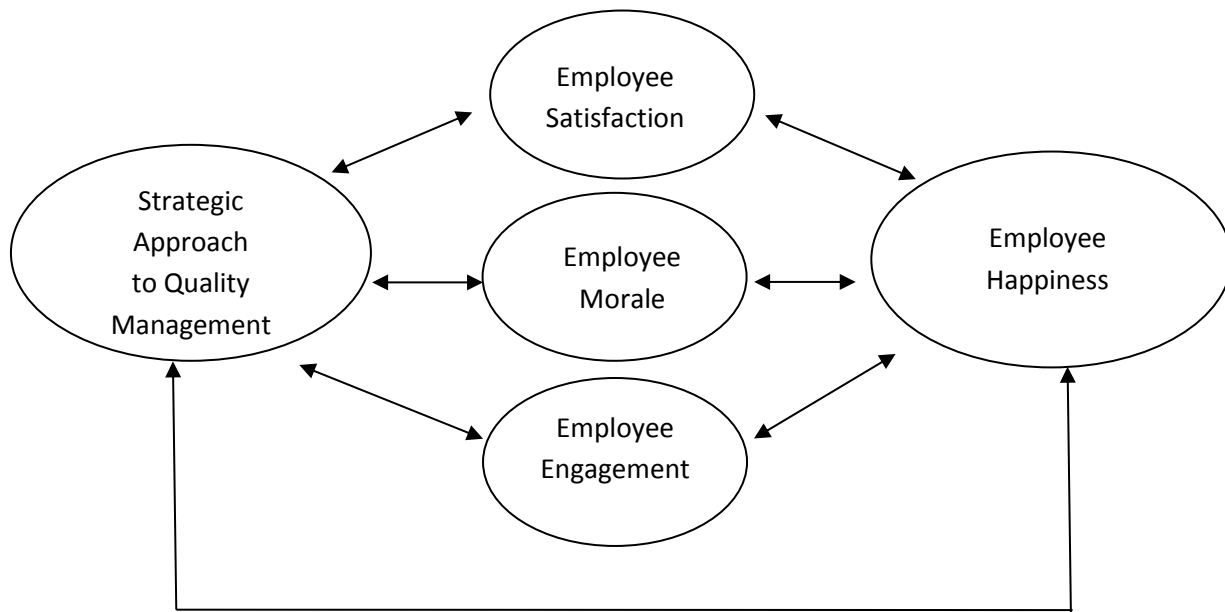 Employee
Satisfaction
Strategic
Approach
to Quality
Management
Employee
Morale
Employee
Happiness
Employee
Engagement